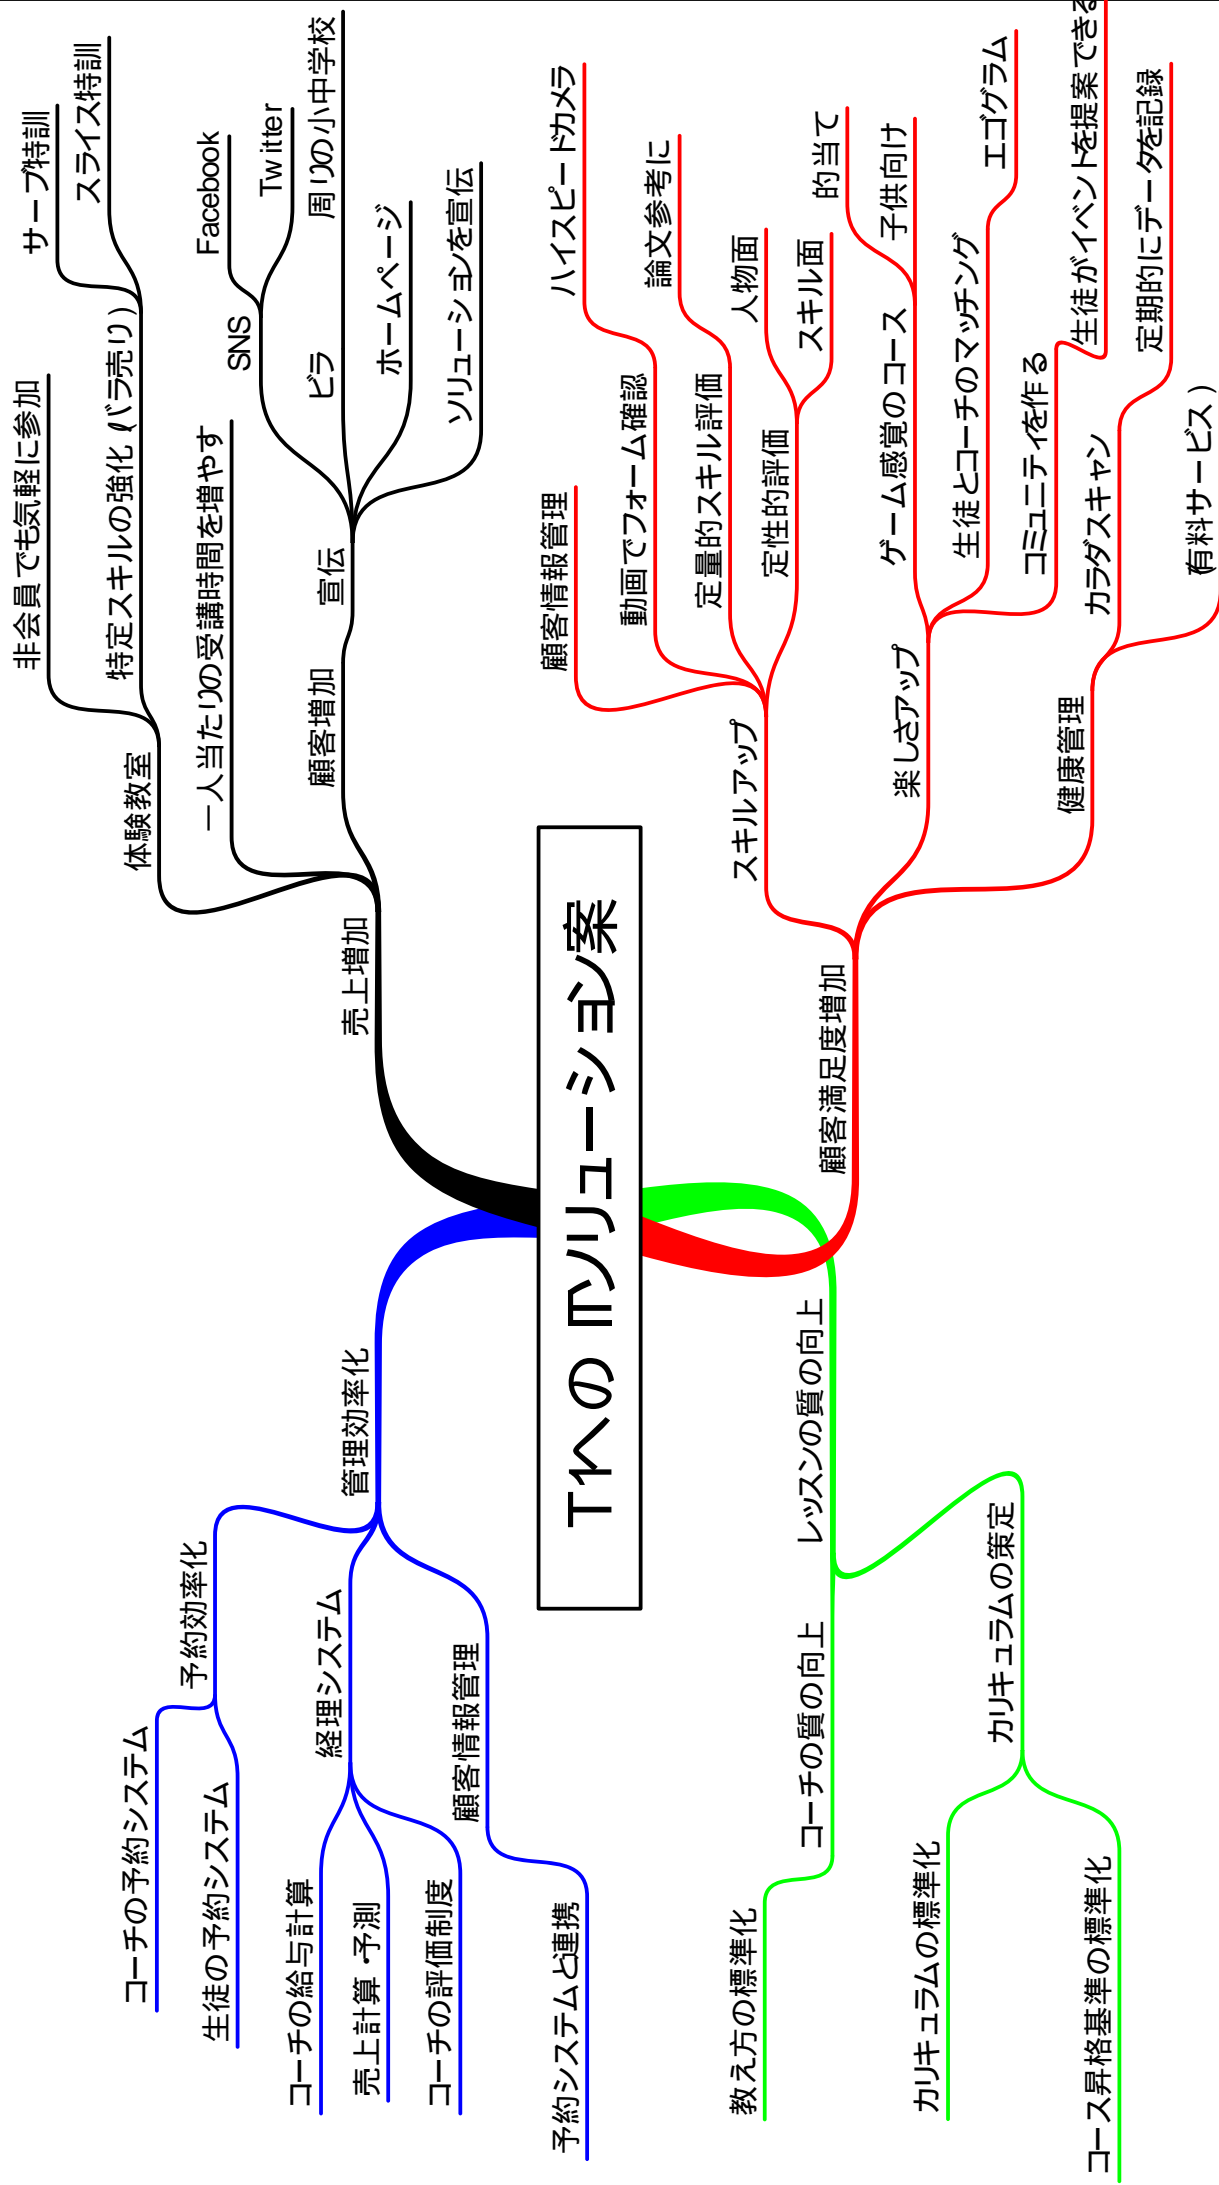 T1へのITソリューション案
売上増加
体験教室
非会員でも気軽に参加
特定スキルの強化(バラ売り)
サーブ特訓
スライス特訓
一人当たりの受講時間を増やす
顧客増加
宣伝
SNS
Facebook
Twitter
ビラ
周りの小中学校
ホームページ
ソリューションを宣伝
顧客満足度増加
スキルアップ
顧客情報管理
動画でフォーム確認
ハイスピードカメラ
定量的スキル評価
論文参考に
定性的評価
人物面
スキル面
楽しさアップ
ゲーム感覚のコース
的当て
子供向け
生徒とコーチのマッチング
エゴグラム
コミュニティを作る
生徒がイベントを提案できる
健康管理
カラダスキャン
定期的にデータを記録
(有料サービス)
管理効率化
予約効率化
コーチの予約システム
生徒の予約システム
経理システム
コーチの給与計算
売上計算・予測
コーチの評価制度
顧客情報管理
予約システムと連携
レッスンの質の向上
コーチの質の向上
教え方の標準化
カリキュラムの策定
カリキュラムの標準化
コース昇格基準の標準化